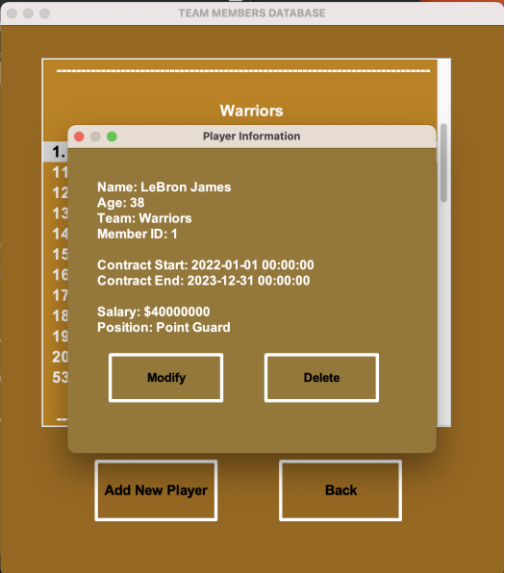 TEAM MEMBERS DATABASE
--------------------------------------------------------------------------------
Warriors
Player Information
1.
11
12
13
14
15
16
17
18
19
20
53
Name: LeBron James
Age: 38
Team: Warriors
Member ID: 1
Contract Start: 2022-01-01 00:00:00
Contract End: 2023-12-31 00:00:00
Salary: $40000000
Position: Point Guard
Modify
Delete
Add New Player
Back